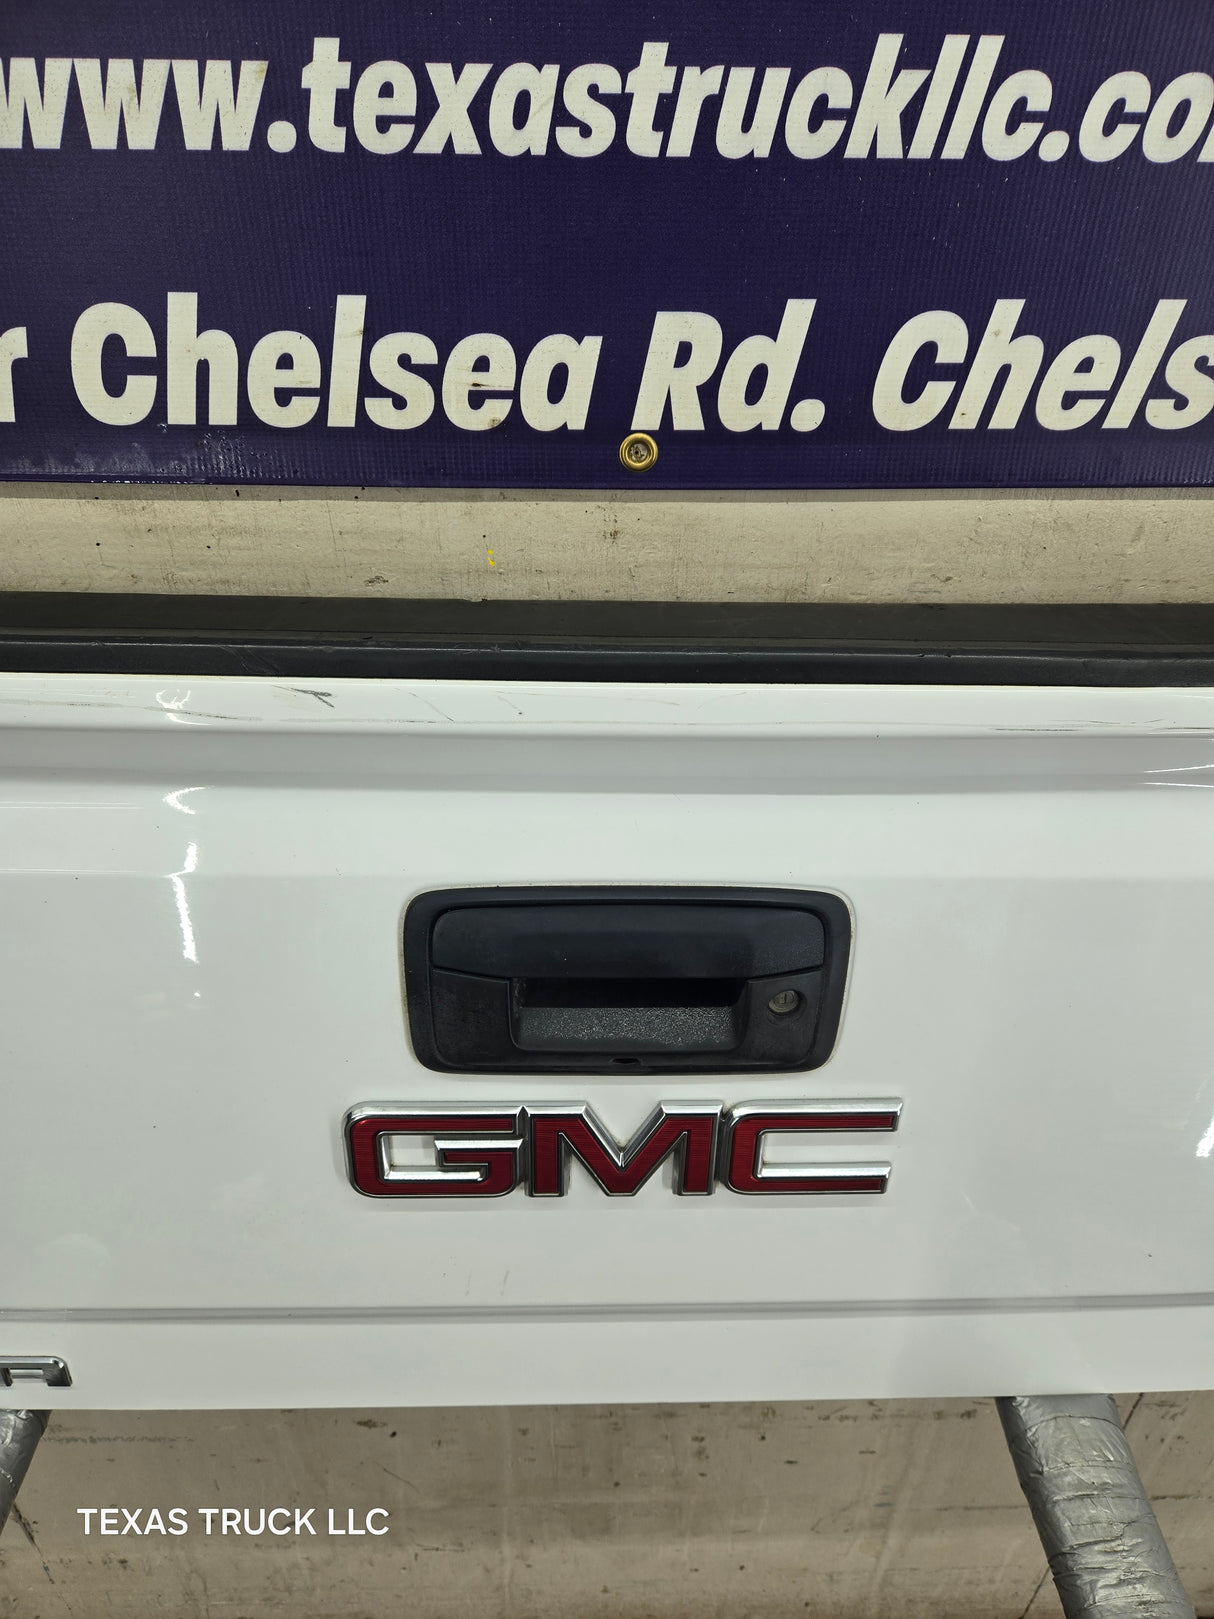 www.texastruckllc.co
r Chelsea Rd. Chels
GMC
TEXAS TRUCK LLC